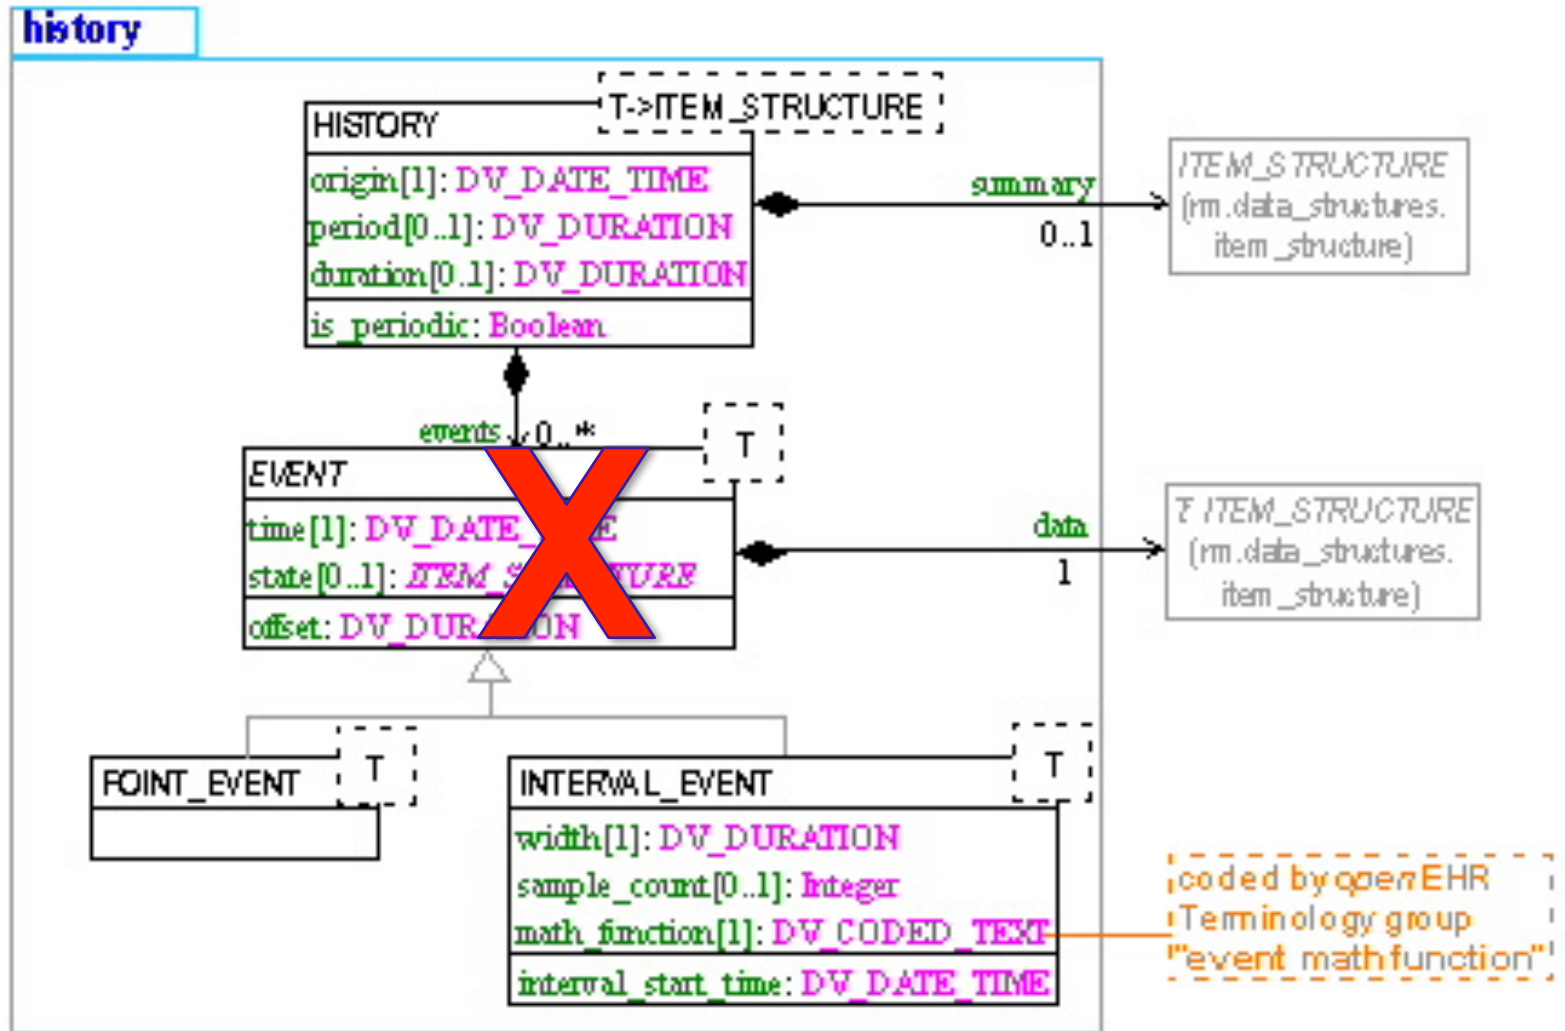 history
T->ITEM_STRUCTURE
HISTORY
origin[1]: DV_DATE_TIME
period[0..1]: DV_DURATION
duration[0..1]: DV_DURATION
is_periodic: Boolean
summary
0..1
ITEM_STRUCTURE
(rm.data_structures.
item_structure)
events
0..*
T
EVENT
time[1]:
state[0..1]:
offset:
X
data
1
T ITEM_STRUCTURE
(rm.data_structures.
item_structure)
POINT_EVENT
T
INTERVAL_EVENT
T
width[1]: DV_DURATION
sample_count[0..1]: Integer
math_function[1]: DV_CODED_TEXT
interval_start_time: DV_DATE_TIME
coded by openEHR
Terminology group
"event math function"